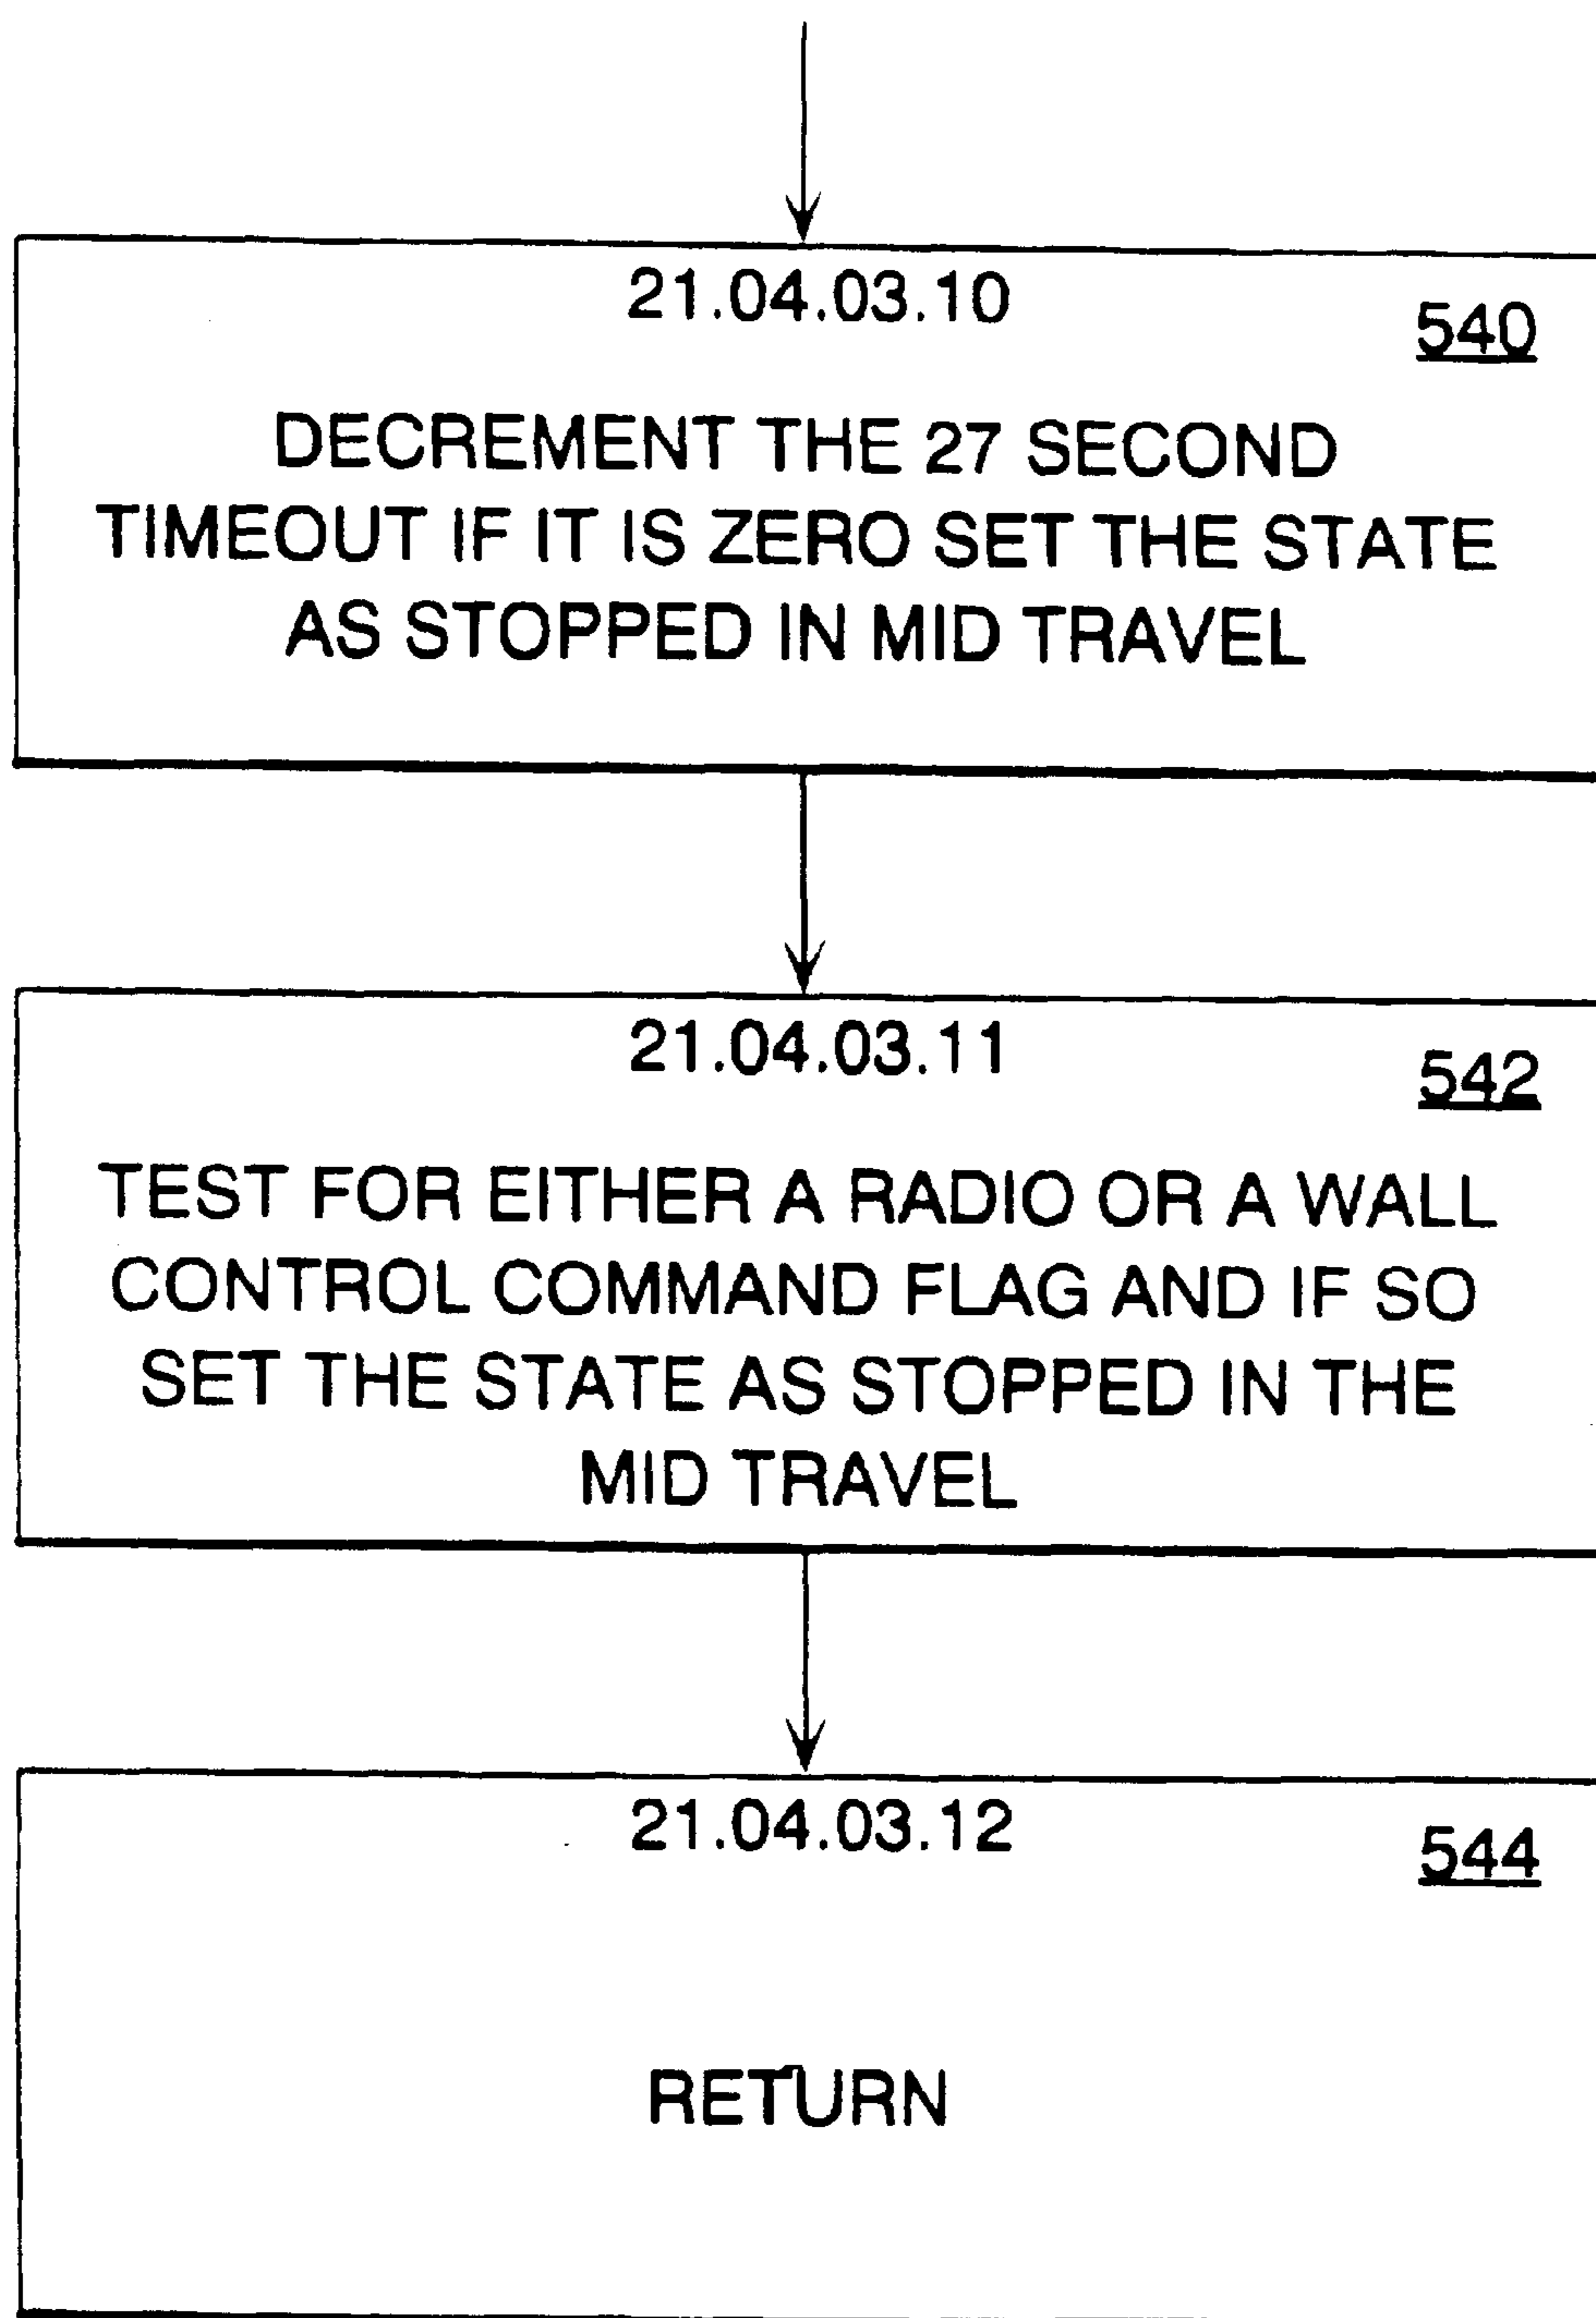 21.04.03.10
540
DECREMENT THE 27 SECOND
TIMEOUT IF IT IS ZERO SET THE STATE
AS STOPPED IN MID TRAVEL
21.04.03.11
542
TEST FOR EITHER A RADIO OR A WALL
CONTROL COMMAND FLAG AND IF SO
SET THE STATE AS STOPPED IN THE
MID TRAVEL
21.04.03.12
544
RETURN